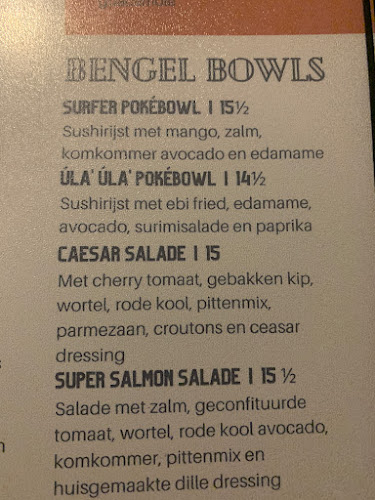 BENGEL BOWLS
SURFER POKÉBOWL | 15½
Sushirijst met mango, zalm,
komkommer avocado en edamame
ÚLA' ÚLA' POKÉBOWL | 14½
Sushirijst met ebi fried, edamame,
avocado, surimisalade en paprika
CAESAR SALADE | 15
Met cherry tomaat, gebakken kip,
wortel, rode kool, pittenmix,
parmezaan, croutons en ceasar
dressing
SUPER SALMON SALADE | 15 ½
Salade met zalm, geconfituurde
tomaat, wortel, rode kool avocado,
komkommer, pittenmix en
huisgemaakte dille dressing